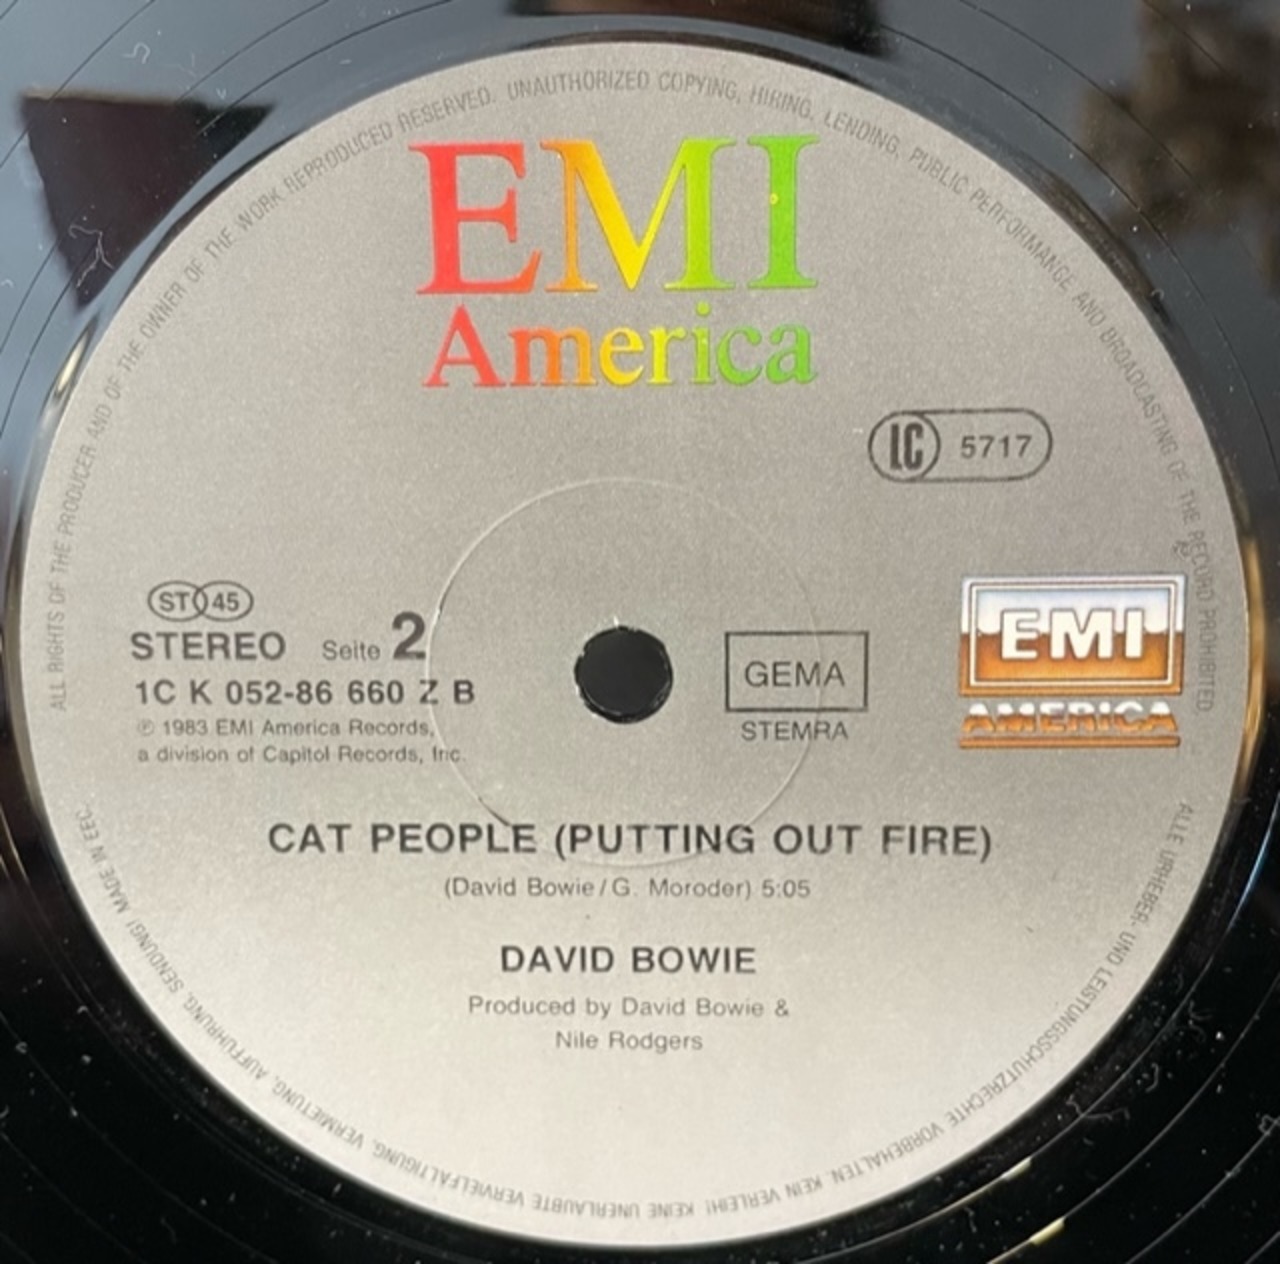 ALL RIGHTS OF THE PRODUCER AND OF THE OWNER OF THE WORK REPRODUCED RESERVED. UNAUTHORIZED COPYING, HIRING, LENDING, PUBLIC PERFORMANCE AND BROADCASTING OF THE RECORD PROHIBITED
EMI
America
LC 5717
ST 45
STEREO Seite 2
1C K 052-86 660 Z B
℗ 1983 EMI America Records,
a division of Capitol Records, Inc.
GEMA
STEMRA
EMI
AMERICA
CAT PEOPLE (PUTTING OUT FIRE)
(David Bowie/G. Moroder) 5:05
DAVID BOWIE
Produced by David Bowie &
Nile Rodgers
ALLE URHEBER- UND LEISTUNGSSCHUTZRECHTE VORBEHALTEN. KEIN VERLEIH! KEINE UNERLAUBTE VERVIELFÄLTIGUNG, VERMIETUNG, AUFFÜHRUNG, SENDUNG! MADE IN EEC.